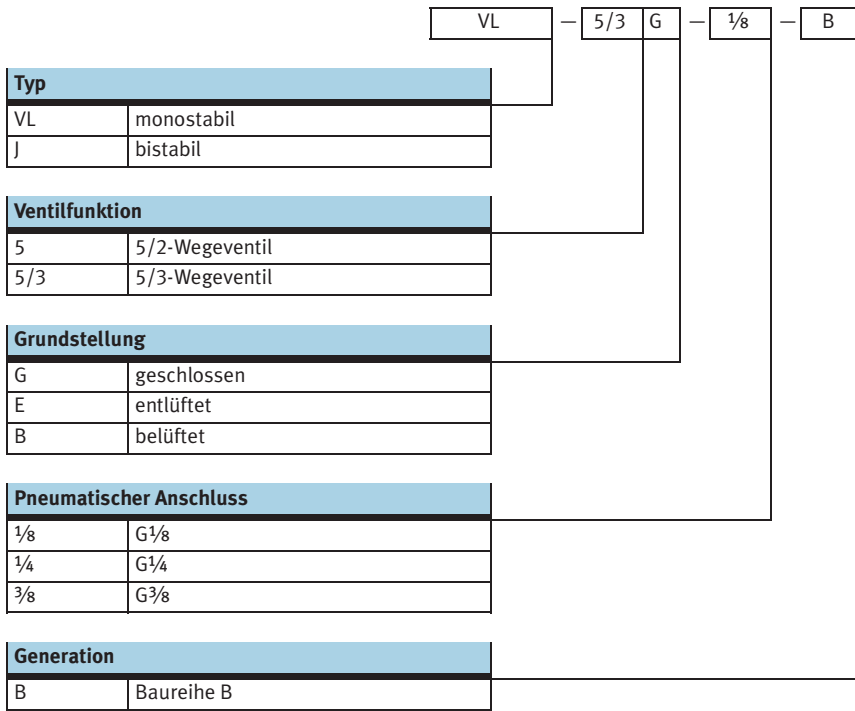 VL – 5/3 G – ⅛ – B
Typ
VL monostabil
J bistabil
Ventilfunktion
5 5/2-Wegeventil
5/3 5/3-Wegeventil
Grundstellung
G geschlossen
E entlüftet
B belüftet
Pneumatischer Anschluss
⅛ G⅛
¼ G¼
⅜ G⅜
Generation
B Baureihe B